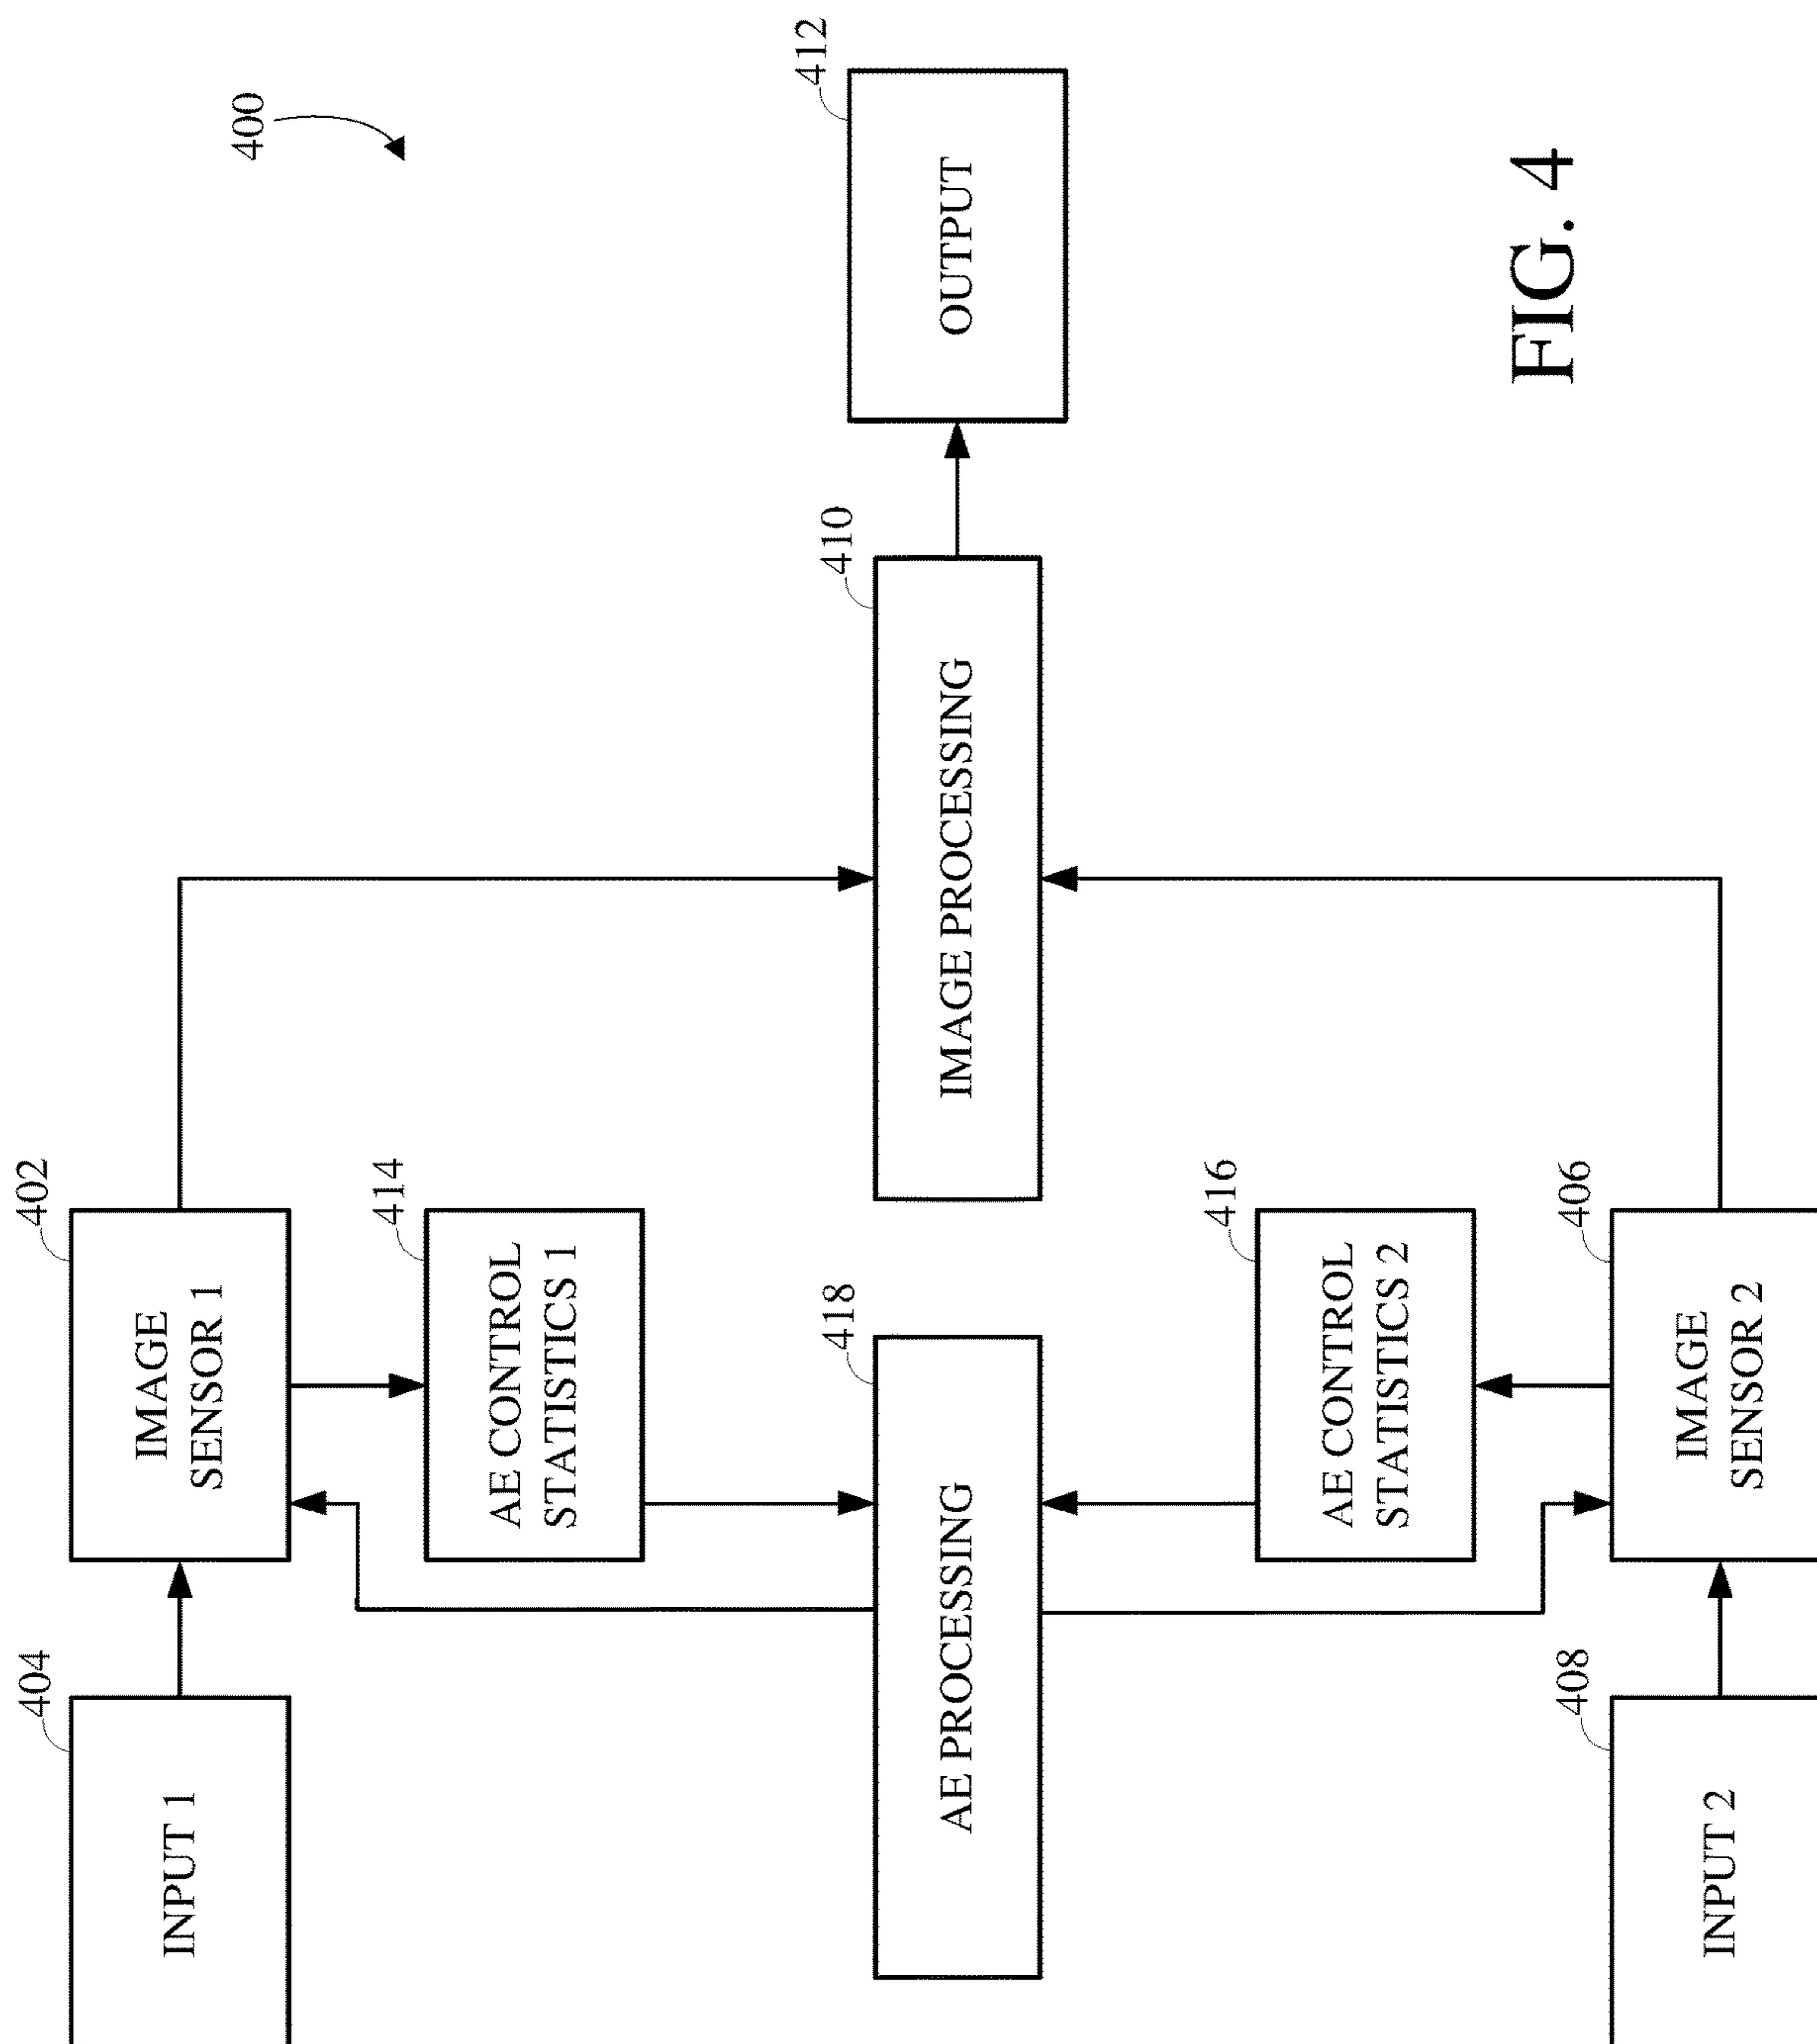 400
404
INPUT 1
402
IMAGE
SENSOR 1
414
AE CONTROL
STATISTICS 1
418
AE PROCESSING
410
IMAGE PROCESSING
412
OUTPUT
416
AE CONTROL
STATISTICS 2
408
INPUT 2
406
IMAGE
SENSOR 2
FIG. 4